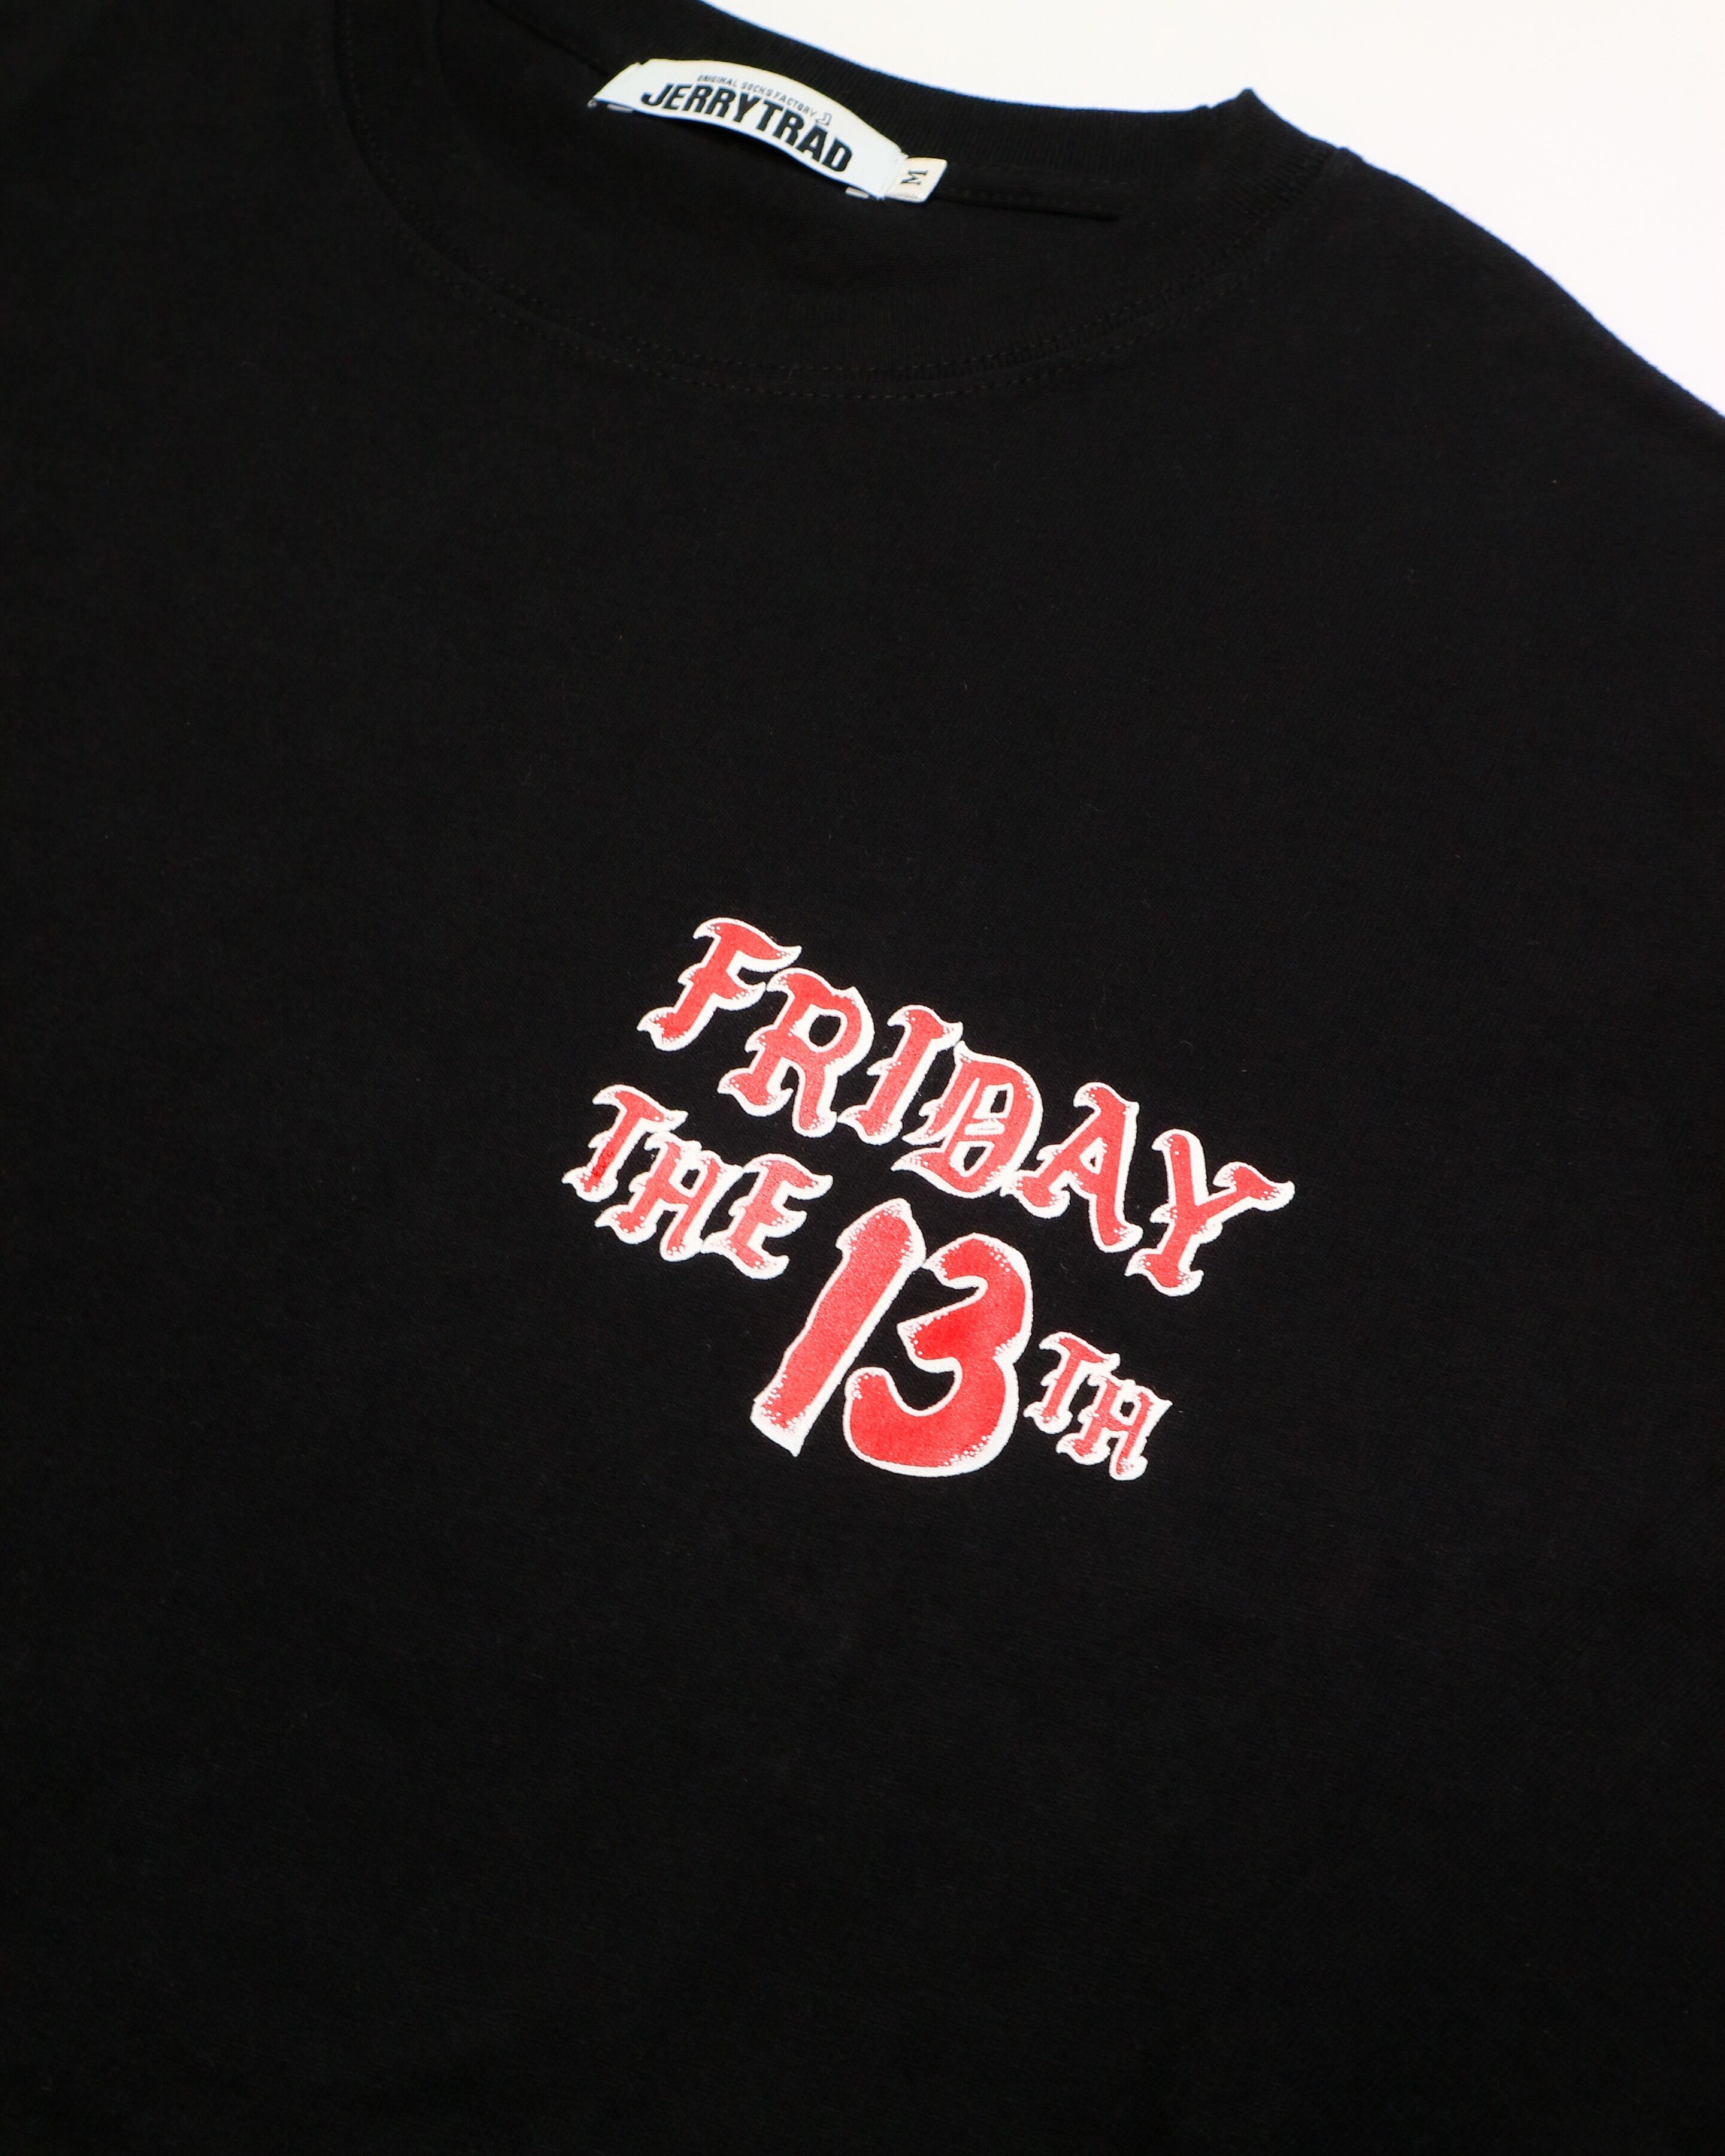 ORIGINAL SOCKS FACTORY
JERRYTRAD
M
FRIDAY
THE 13TH